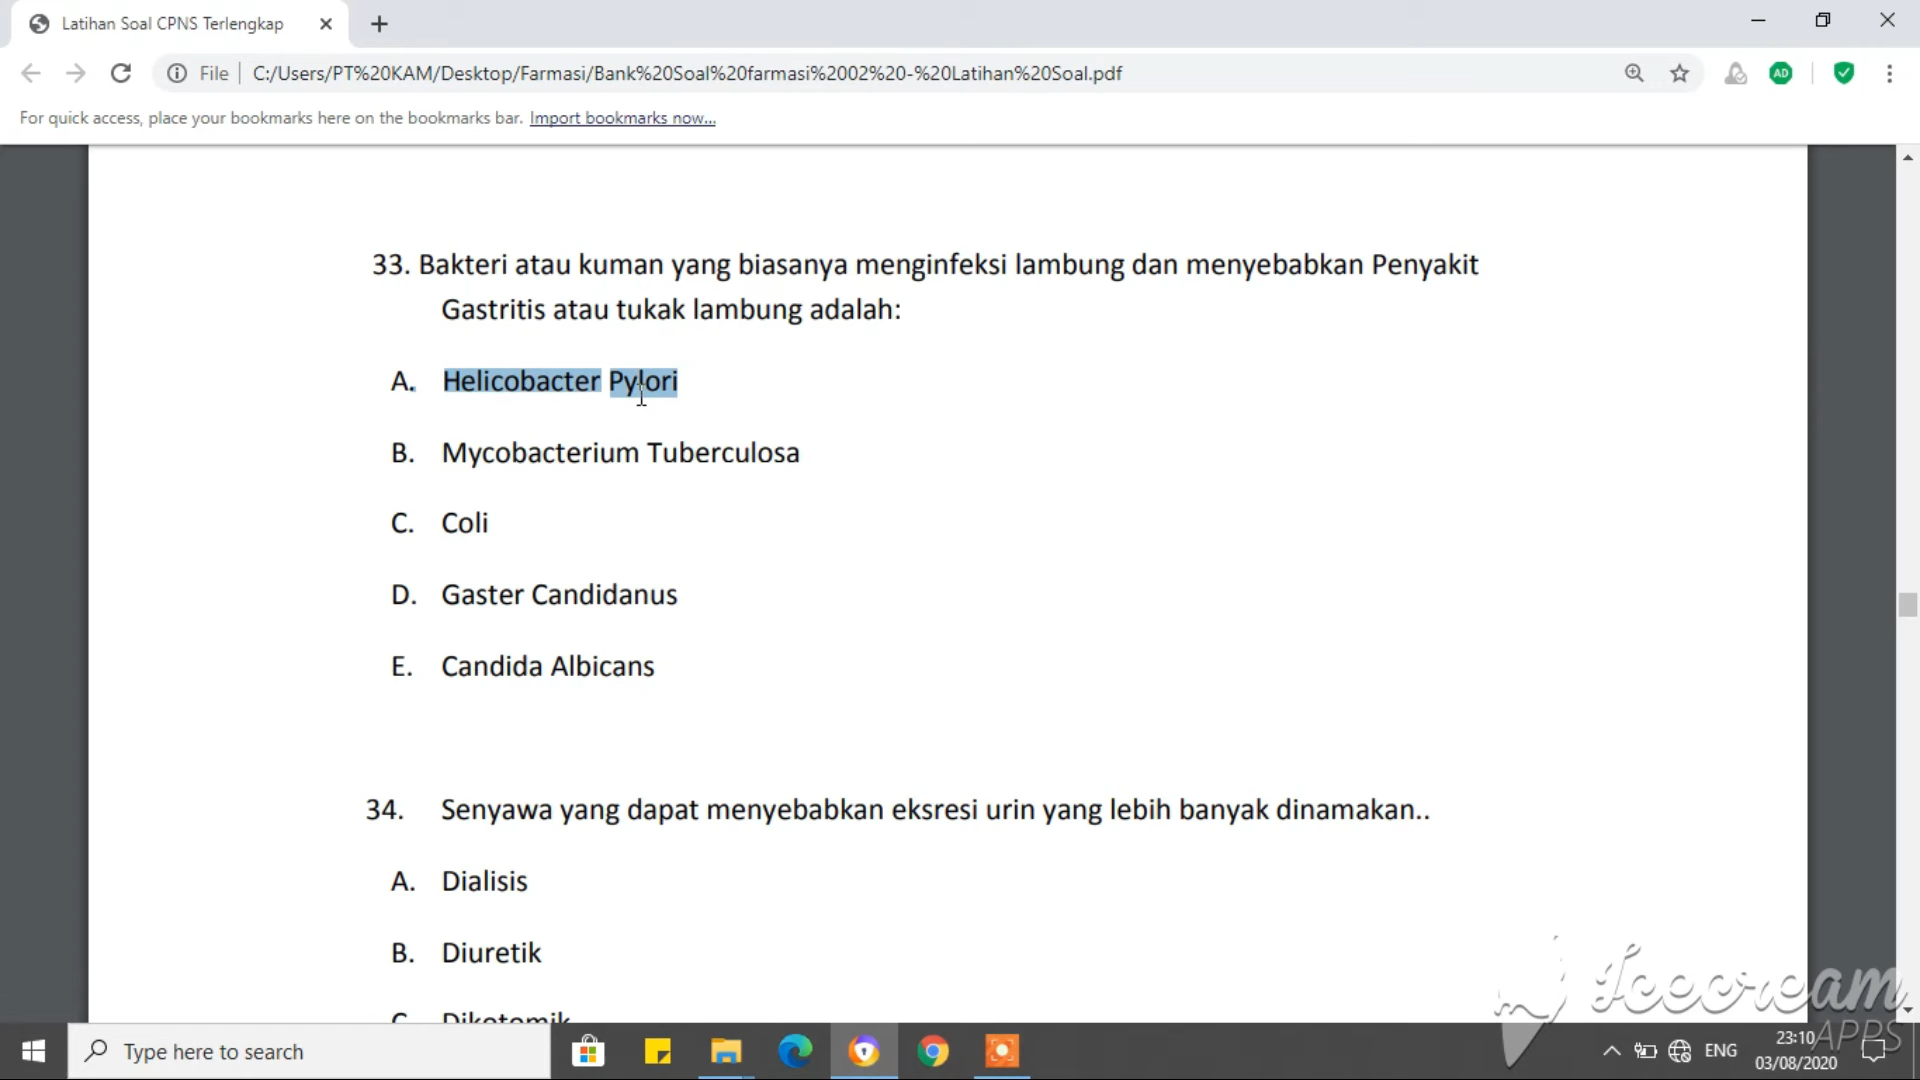 Latihan Soal CPNS Terlengkap
File
C:/Users/PT%20KAM/Desktop/Farmasi/Bank%20Soal%20farmasi%2002%20-%20Latihan%20Soal.pdf
AD
For quick access, place your bookmarks here on the bookmarks bar. Import bookmarks now...
33. Bakteri atau kuman yang biasanya menginfeksi lambung dan menyebabkan Penyakit
Gastritis atau tukak lambung adalah:
A. Helicobacter Pylori
B. Mycobacterium Tuberculosa
C. Coli
D. Gaster Candidanus
E. Candida Albicans
34. Senyawa yang dapat menyebabkan eksresi urin yang lebih banyak dinamakan..
A. Dialisis
B. Diuretik
C. Dikotomik
Icecream
APPS
Type here to search
ENG
23:10
03/08/2020